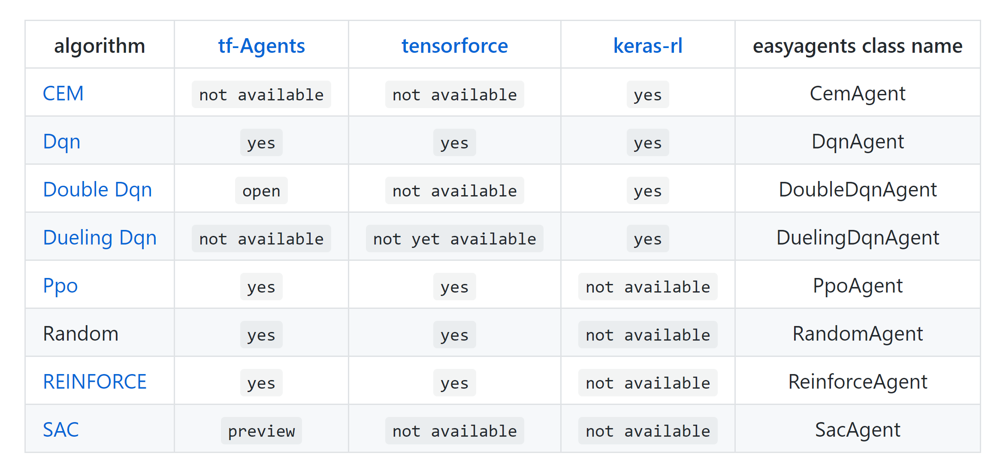 algorithm tf-Agents tensorforce keras-rl easyagents class name
CEM not available not available yes CemAgent
Dqn yes yes yes DqnAgent
Double Dqn open not available yes DoubleDqnAgent
Dueling Dqn not available not yet available yes DuelingDqnAgent
Ppo yes yes not available PpoAgent
Random yes yes not available RandomAgent
REINFORCE yes yes not available ReinforceAgent
SAC preview not available not available SacAgent